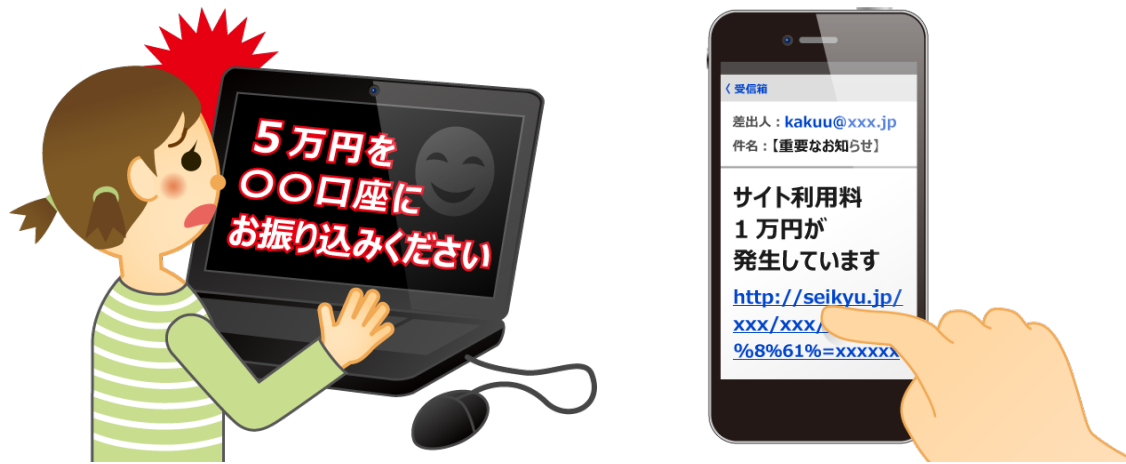 5万円を
〇〇口座に
お振り込みください
〈 受信箱
差出人：kakuu@xxx.jp
件名：【重要なお知らせ】
サイト利用料
1万円が
発生しています
http://seikyu.jp/
xxx/xxx/
%8%61%=xxxxxx